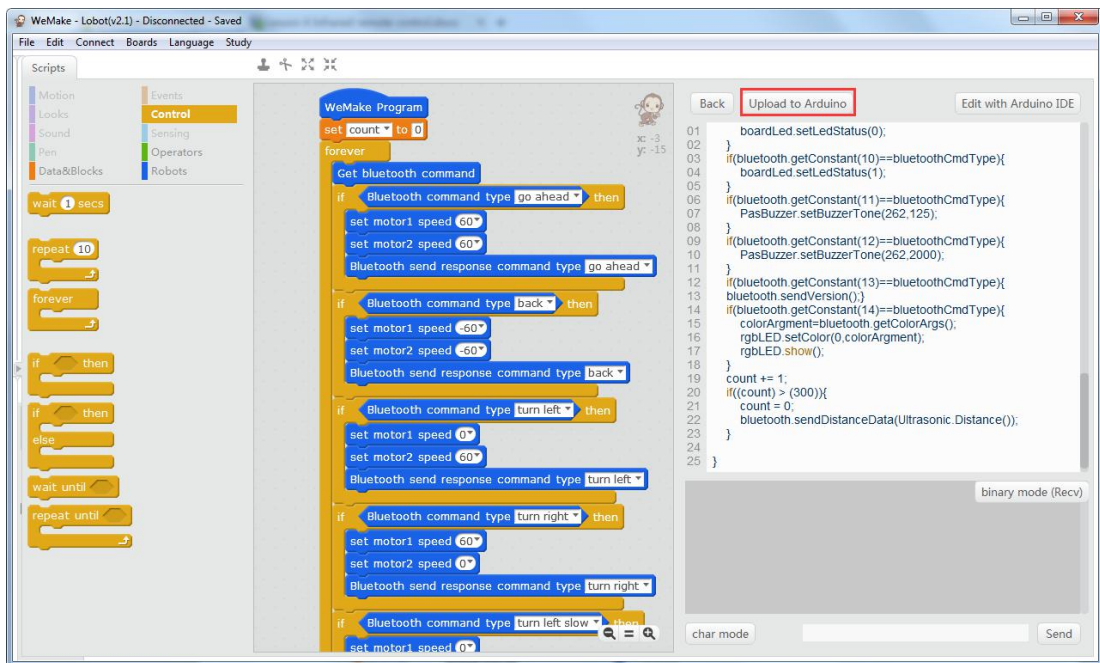 WeMake - Lobot(v2.1) - Disconnected - Saved
File Edit Connect Boards Language Study
Scripts
Motion Events
Looks Control
Sound Sensing
Pen Operators
Data&Blocks Robots
wait 1 secs
repeat 10
forever
if then
if then
else
wait until
repeat until
WeMake Program
x: -3
y: -15
set count to 0
forever
Get bluetooth command
if Bluetooth command type go ahead then
set motor1 speed 60
set motor2 speed 60
Bluetooth send response command type go ahead
if Bluetooth command type back then
set motor1 speed -60
set motor2 speed -60
Bluetooth send response command type back
if Bluetooth command type turn left then
set motor1 speed 0
set motor2 speed 60
Bluetooth send response command type turn left
if Bluetooth command type turn right then
set motor1 speed 60
set motor2 speed 0
Bluetooth send response command type turn right
if Bluetooth command type turn left slow then
set motor1 speed 0
Back Upload to Arduino Edit with Arduino IDE
01 boardLed.setLedStatus(0);
02 }
03 if(bluetooth.getConstant(10)==bluetoothCmdType){
04 boardLed.setLedStatus(1);
05 }
06 if(bluetooth.getConstant(11)==bluetoothCmdType){
07 PasBuzzer.setBuzzerTone(262,125);
08 }
09 if(bluetooth.getConstant(12)==bluetoothCmdType){
10 PasBuzzer.setBuzzerTone(262,2000);
11 }
12 if(bluetooth.getConstant(13)==bluetoothCmdType){
13 bluetooth.sendVersion();}
14 if(bluetooth.getConstant(14)==bluetoothCmdType){
15 colorArgment=bluetooth.getColorArgs();
16 rgbLED.setColor(0,colorArgment);
17 rgbLED.show();
18 }
19 count += 1;
20 if((count) > (300)){
21 count = 0;
22 bluetooth.sendDistanceData(Ultrasonic.Distance());
23 }
24
25 }
binary mode (Recv)
char mode Send